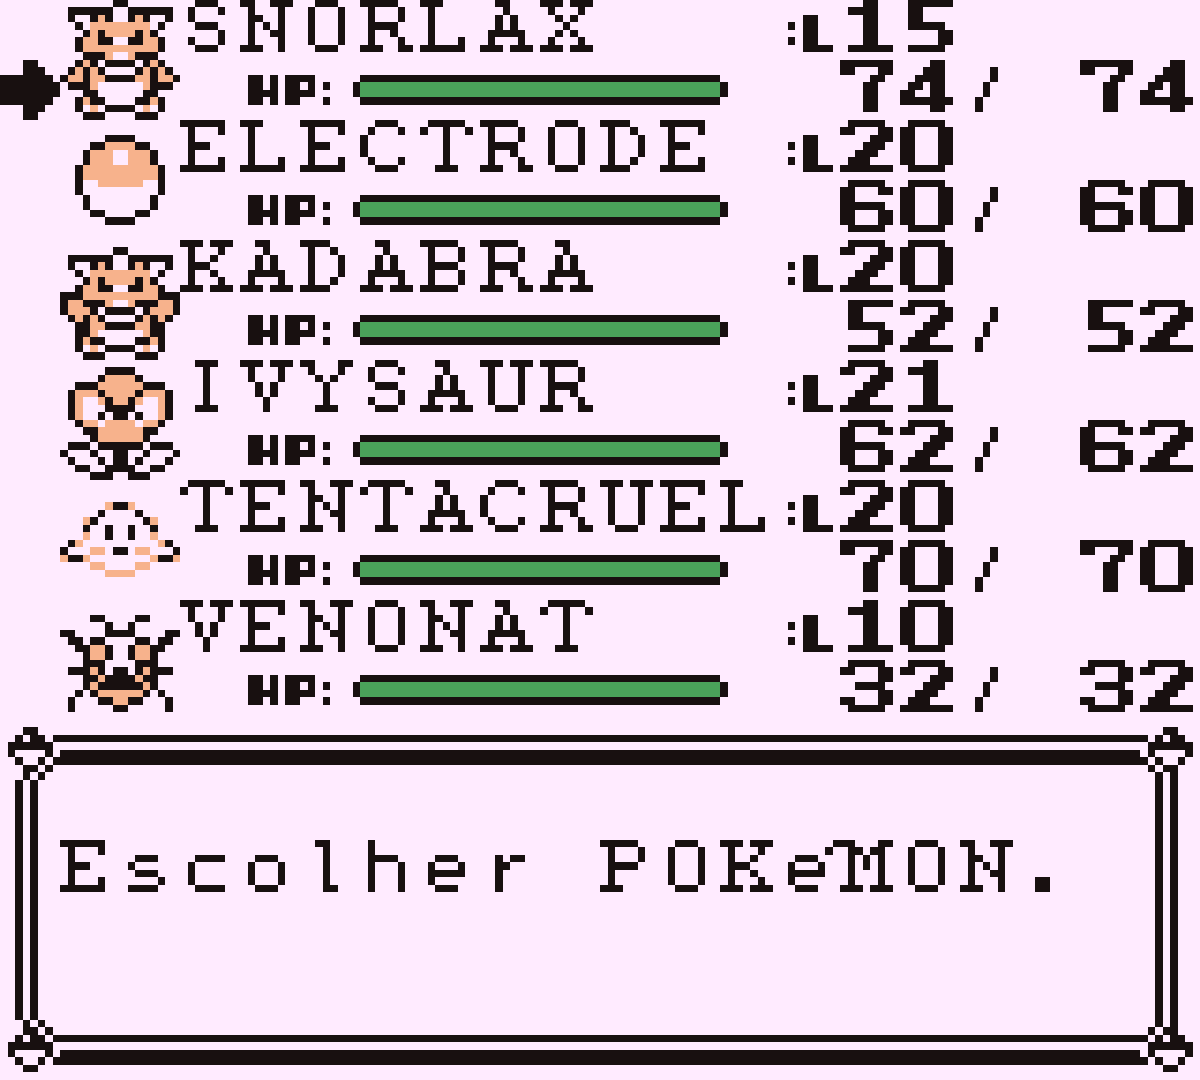 SNORLAX :L15
HP: 74/ 74
ELECTRODE :L20
HP: 60/ 60
KADABRA :L20
HP: 52/ 52
IVYSAUR :L21
HP: 62/ 62
TENTACRUEL :L20
HP: 70/ 70
VENONAT :L10
HP: 32/ 32
Escolher POKeMON.